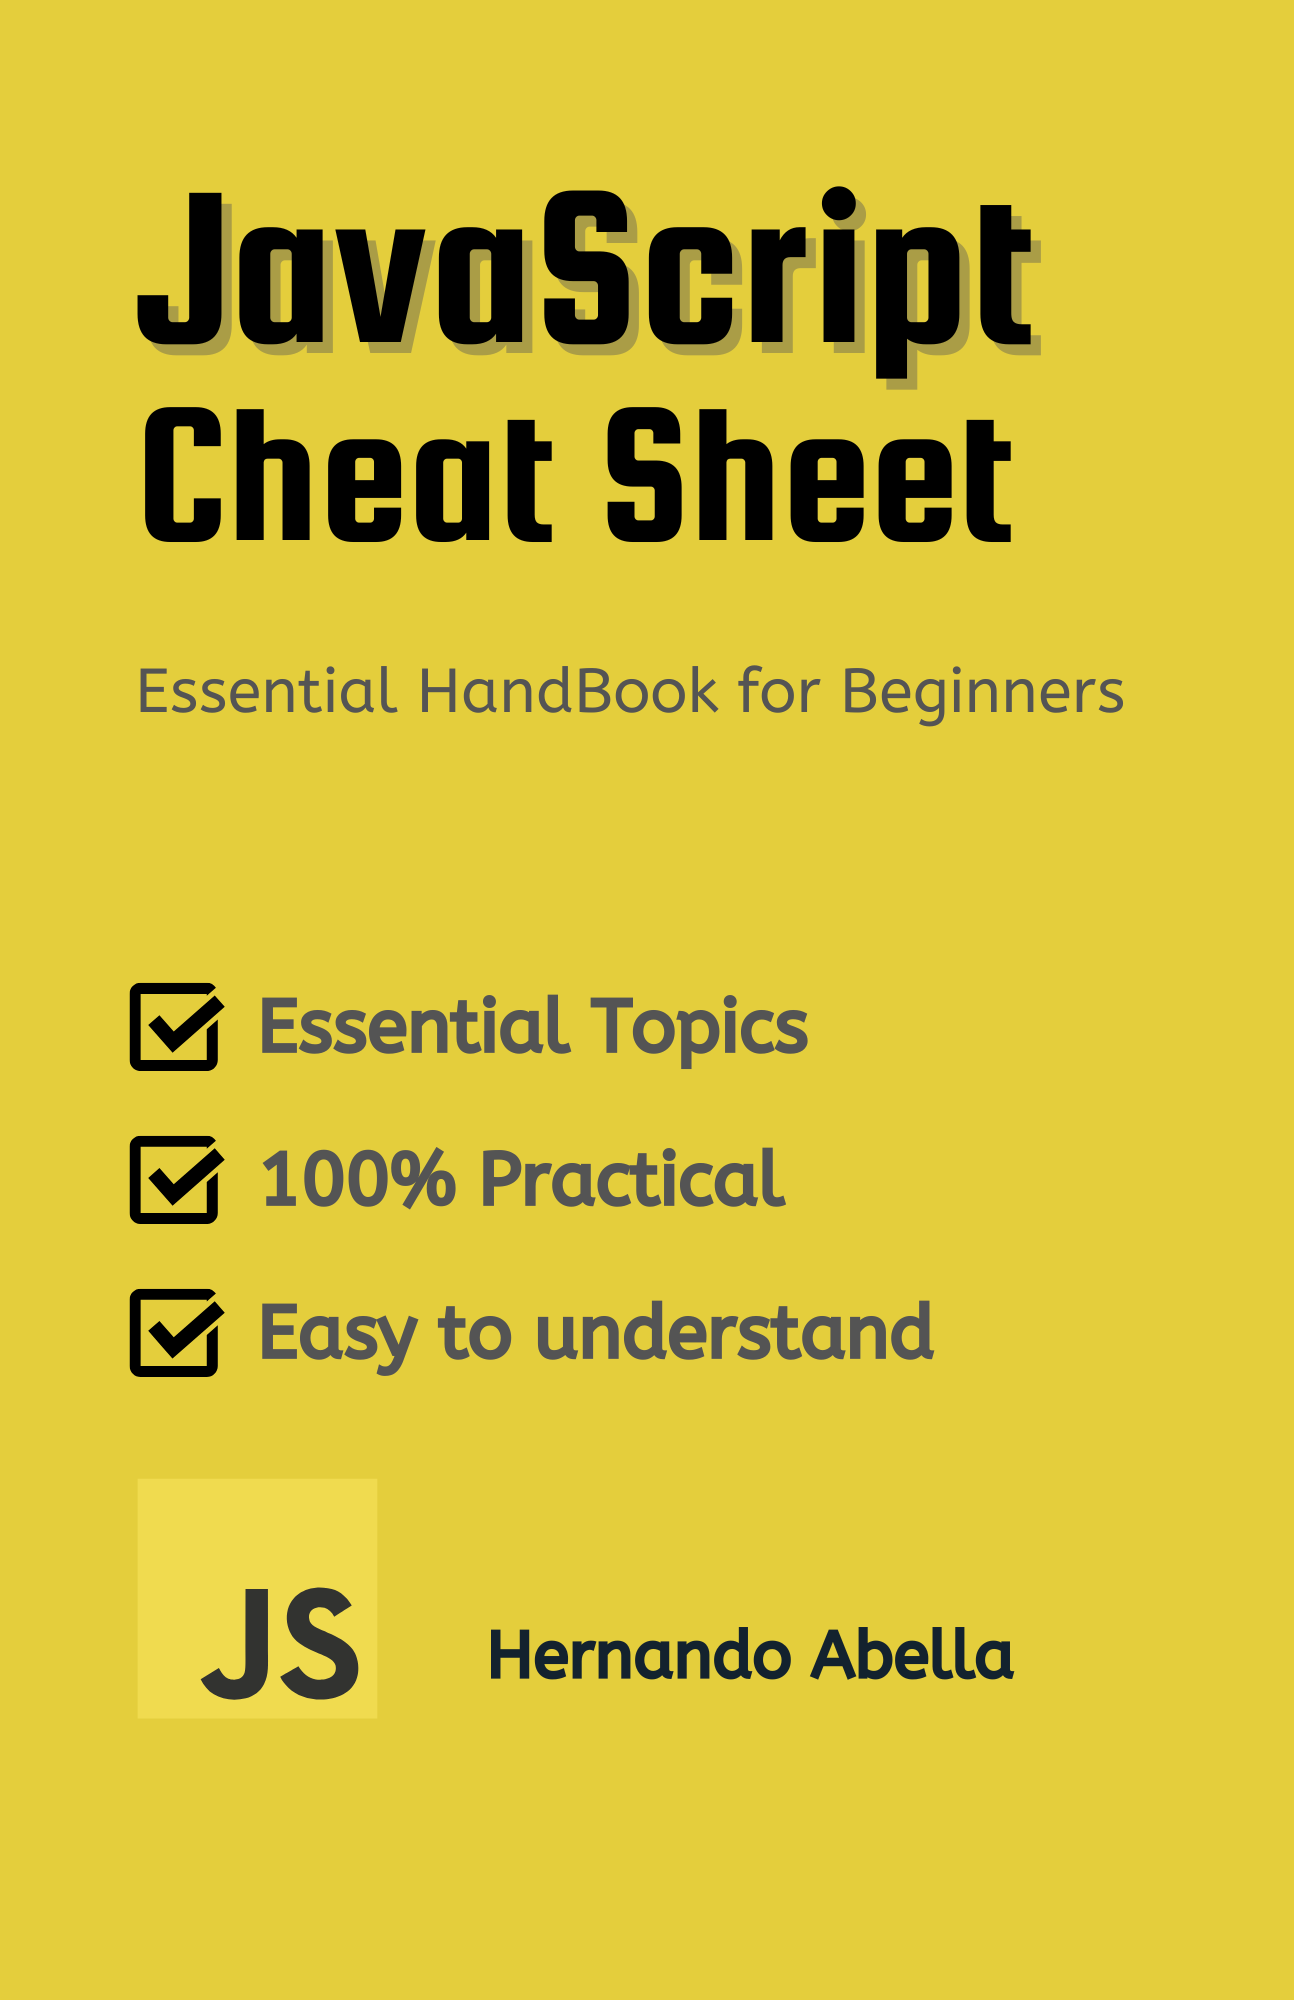 JavaScript
Cheat Sheet
Essential HandBook for Beginners
Essential Topics
100% Practical
Easy to understand
JS
Hernando Abella